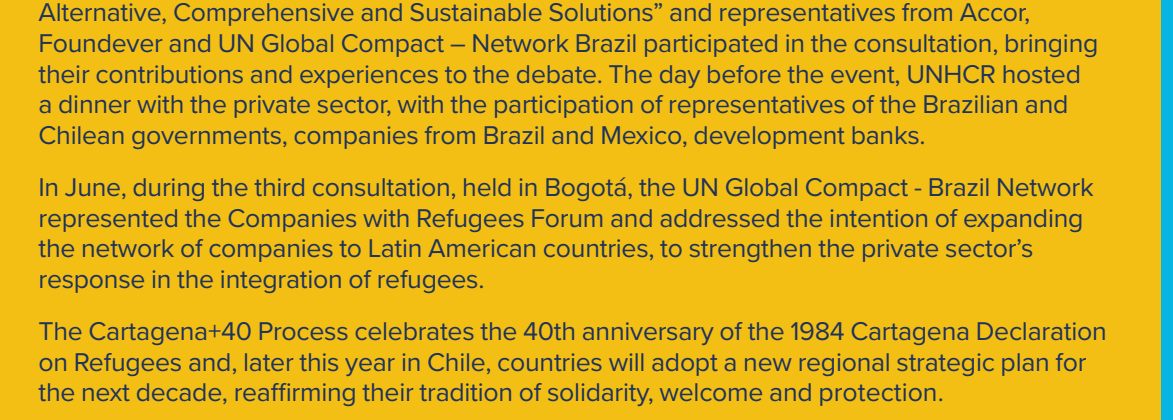 Alternative, Comprehensive and Sustainable Solutions” and representatives from Accor,
Foundever and UN Global Compact – Network Brazil participated in the consultation, bringing
their contributions and experiences to the debate. The day before the event, UNHCR hosted
a dinner with the private sector, with the participation of representatives of the Brazilian and
Chilean governments, companies from Brazil and Mexico, development banks.
In June, during the third consultation, held in Bogotá, the UN Global Compact - Brazil Network
represented the Companies with Refugees Forum and addressed the intention of expanding
the network of companies to Latin American countries, to strengthen the private sector’s
response in the integration of refugees.
The Cartagena+40 Process celebrates the 40th anniversary of the 1984 Cartagena Declaration
on Refugees and, later this year in Chile, countries will adopt a new regional strategic plan for
the next decade, reaffirming their tradition of solidarity, welcome and protection.